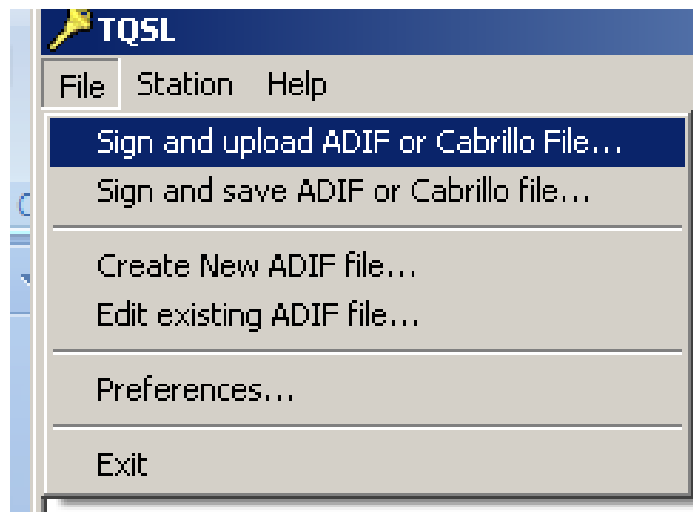 TQSL
File Station Help
Sign and upload ADIF or Cabrillo File...
Sign and save ADIF or Cabrillo file...
Create New ADIF file...
Edit existing ADIF file...
Preferences...
Exit